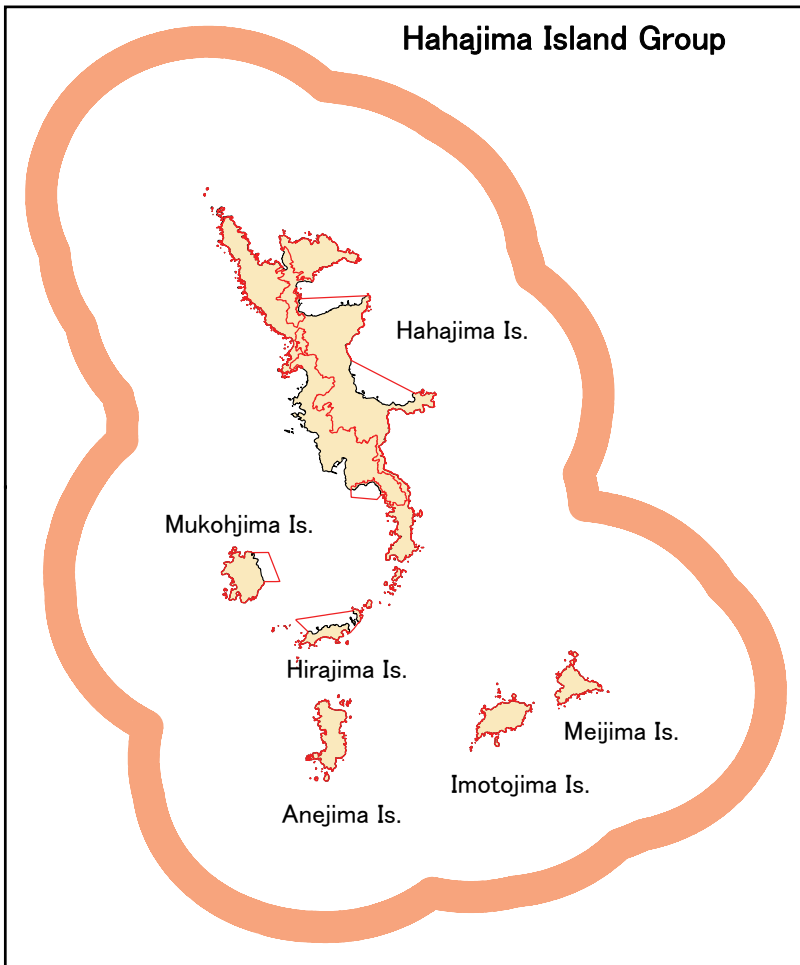 Hahajima Island Group
Hahajima Is.
Mukohjima Is.
Hirajima Is.
Meijima Is.
Imotojima Is.
Anejima Is.